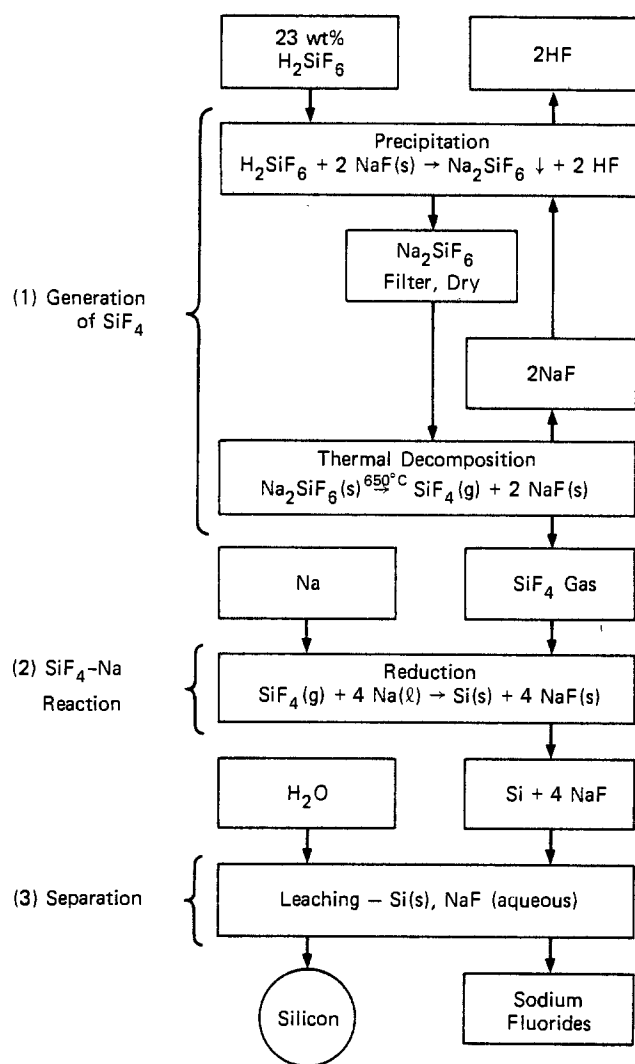 23 wt%
H₂SiF₆
2HF
Precipitation
H₂SiF₆ + 2 NaF(s) → Na₂SiF₆ ↓ + 2 HF
Na₂SiF₆
Filter, Dry
(1) Generation
of SiF₄
2NaF
Thermal Decomposition
Na₂SiF₆(s) 650°C → SiF₄(g) + 2 NaF(s)
Na
SiF₄ Gas
(2) SiF₄-Na
Reaction
Reduction
SiF₄(g) + 4 Na(ℓ) → Si(s) + 4 NaF(s)
H₂O
Si + 4 NaF
(3) Separation
Leaching – Si(s), NaF (aqueous)
Silicon
Sodium
Fluorides